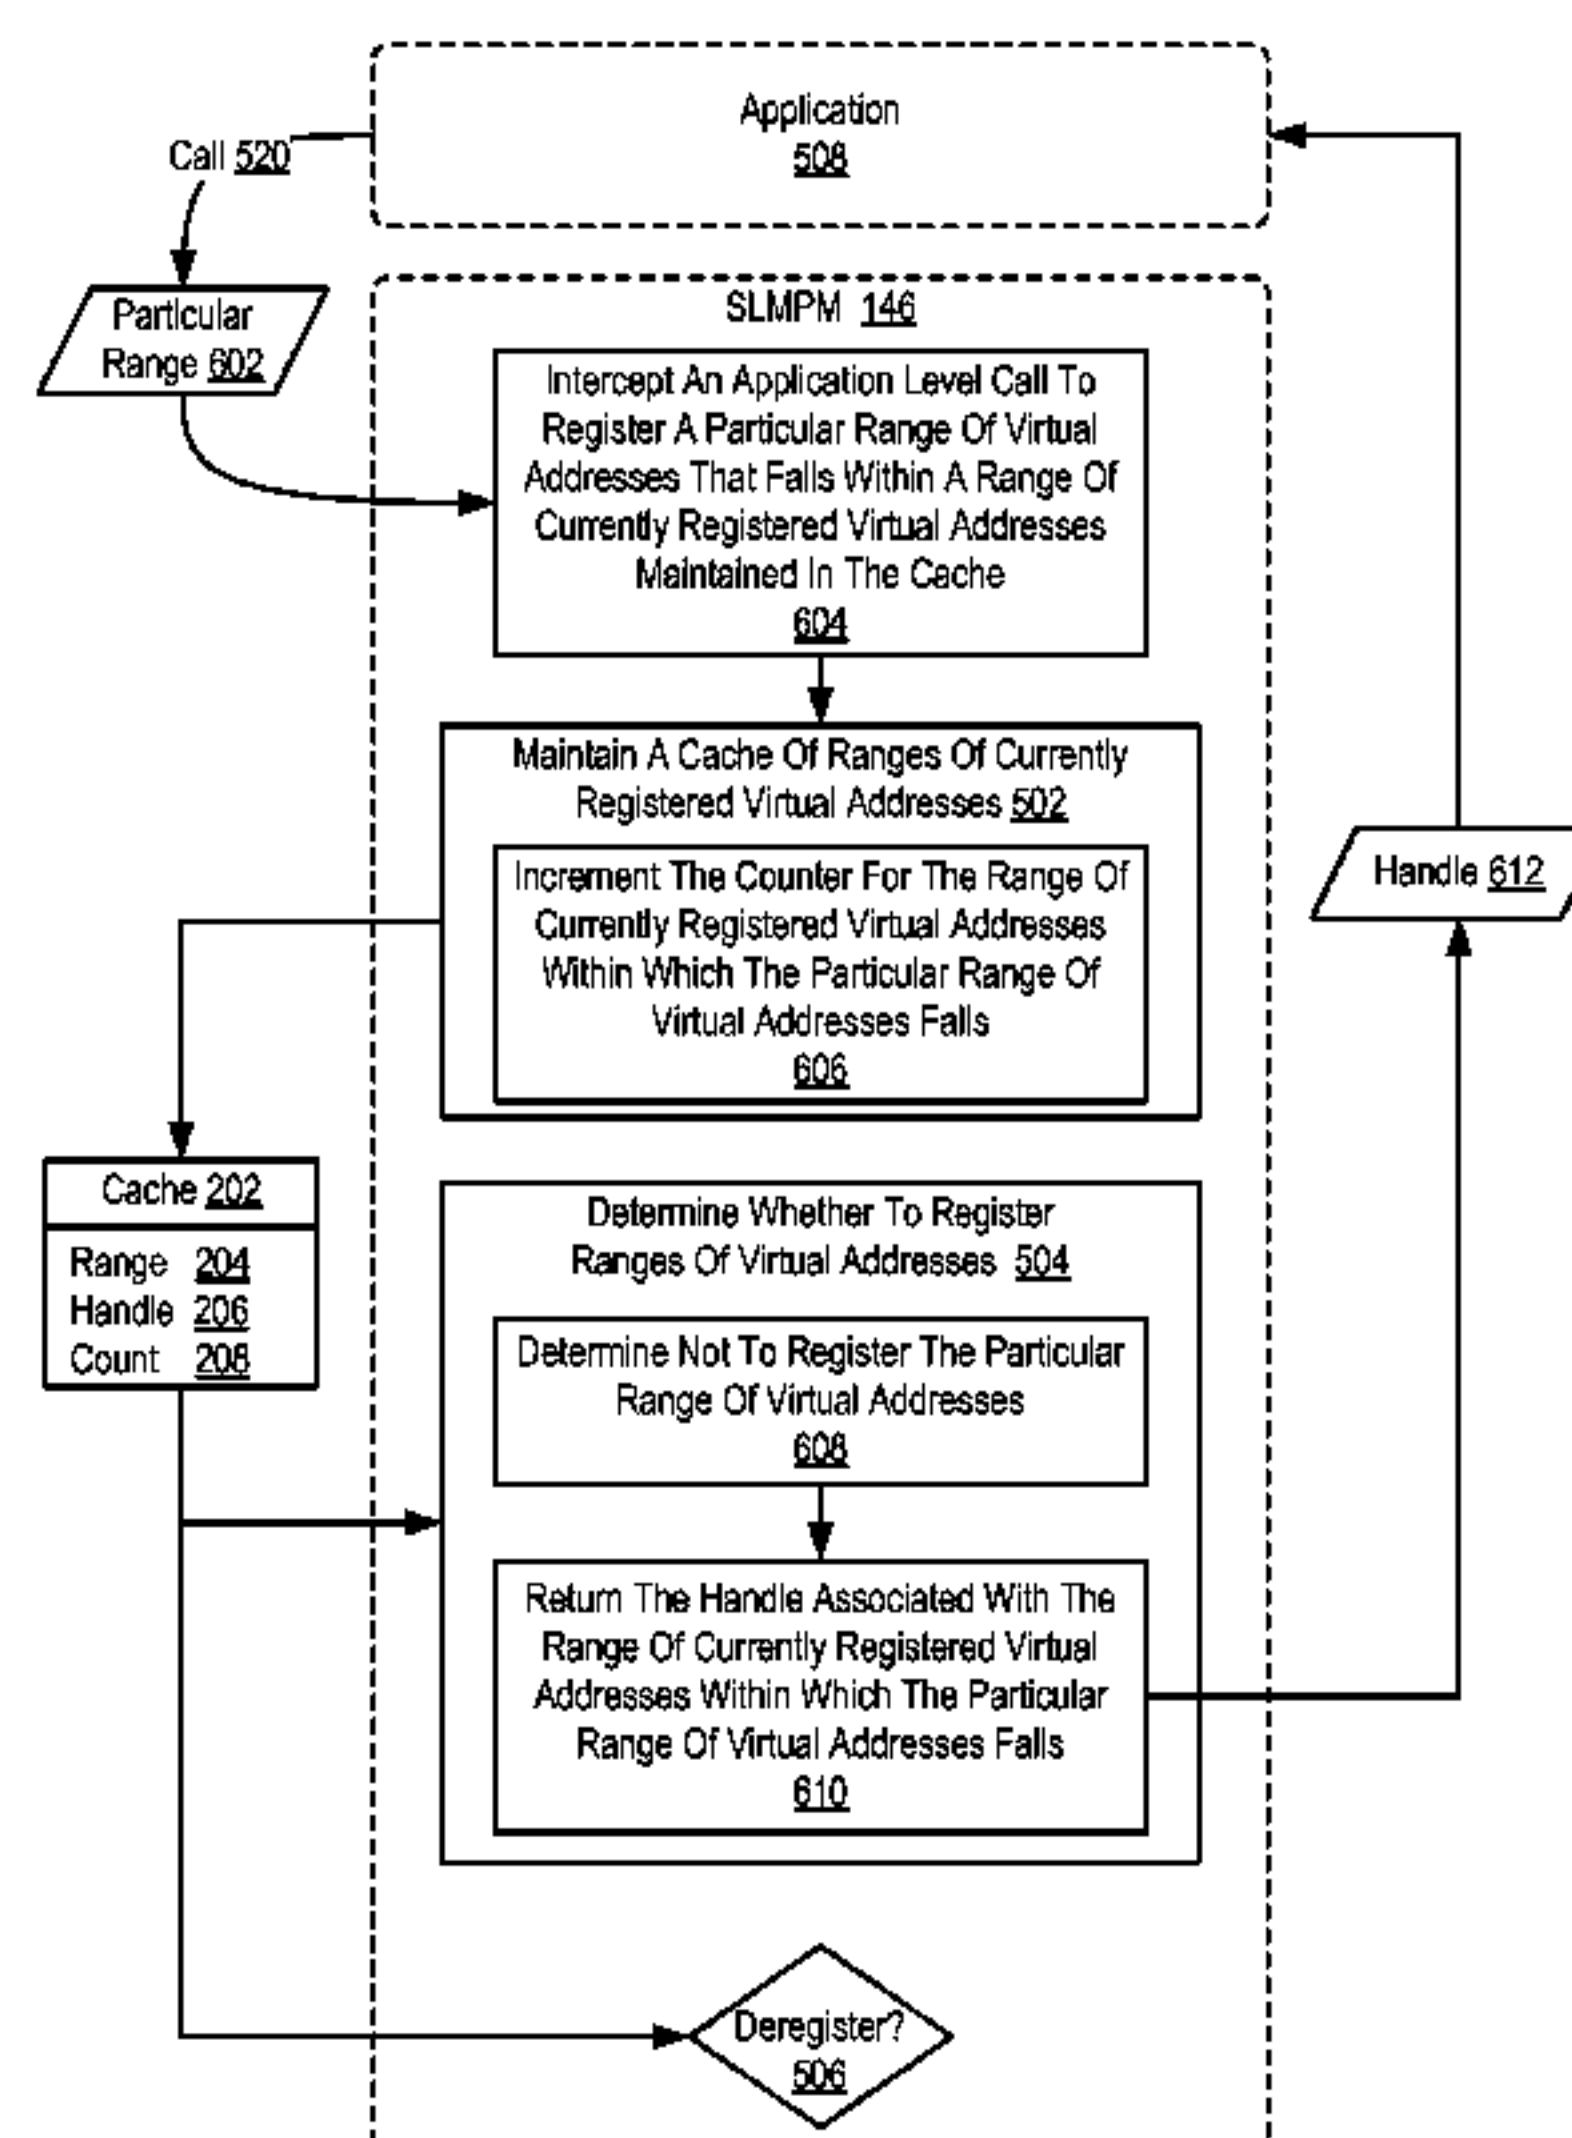 Application
508
Call 520
Particular
Range 602
SLMPM 146
Intercept An Application Level Call To
Register A Particular Range Of Virtual
Addresses That Falls Within A Range Of
Currently Registered Virtual Addresses
Maintained In The Cache
604
Maintain A Cache Of Ranges Of Currently
Registered Virtual Addresses 502
Increment The Counter For The Range Of
Currently Registered Virtual Addresses
Within Which The Particular Range Of
Virtual Addresses Falls
606
Handle 612
Cache 202
Range 204
Handle 206
Count 208
Determine Whether To Register
Ranges Of Virtual Addresses 504
Determine Not To Register The Particular
Range Of Virtual Addresses
608
Return The Handle Associated With The
Range Of Currently Registered Virtual
Addresses Within Which The Particular
Range Of Virtual Addresses Falls
610
Deregister?
506